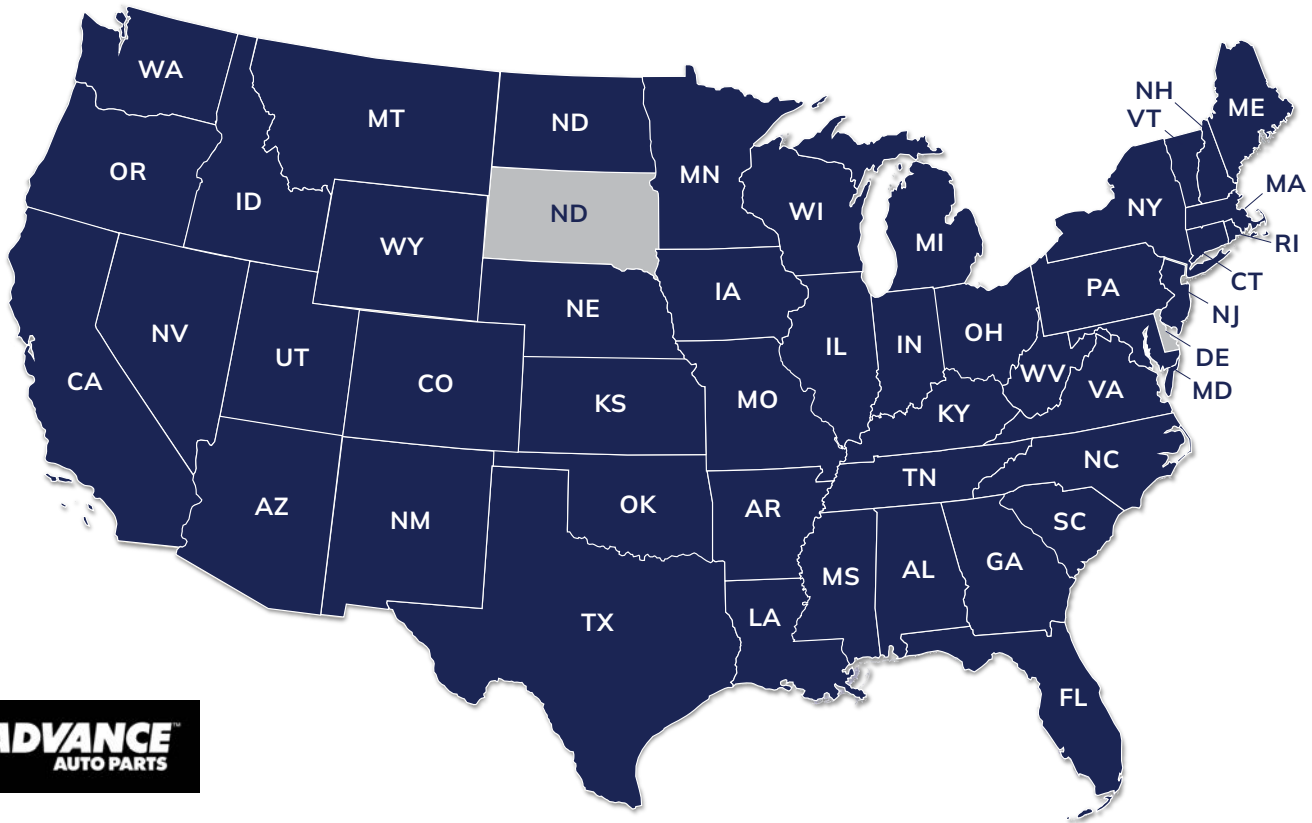 WA
MT
ND
MN
OR
ID
WY
ND
WI
MI
NH
VT
ME
NY
MA
RI
CT
NJ
PA
DE
MD
CA
NV
UT
CO
NE
IA
KS
MO
IL
IN
OH
WV
VA
KY
NC
TN
SC
AZ
NM
OK
AR
TX
LA
MS
AL
GA
FL
ADVANCE™
AUTO PARTS